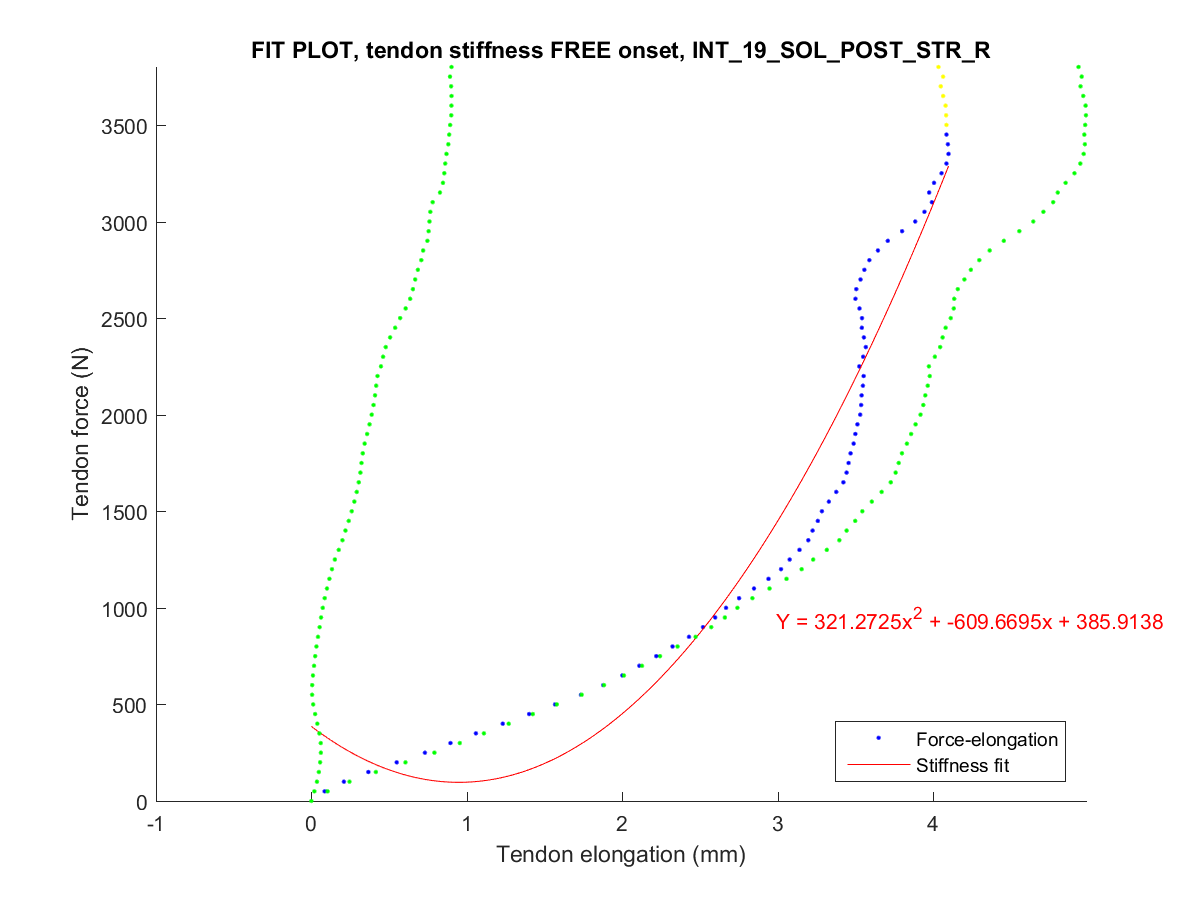 FIT PLOT, tendon stiffness FREE onset, INT_19_SOL_POST_STR_R
3500
3000
2500
2000
1500
1000
500
0
Tendon force (N)
Y = 321.2725x² + -609.6695x + 385.9138
Force-elongation
Stiffness fit
-1
0
1
2
3
4
Tendon elongation (mm)